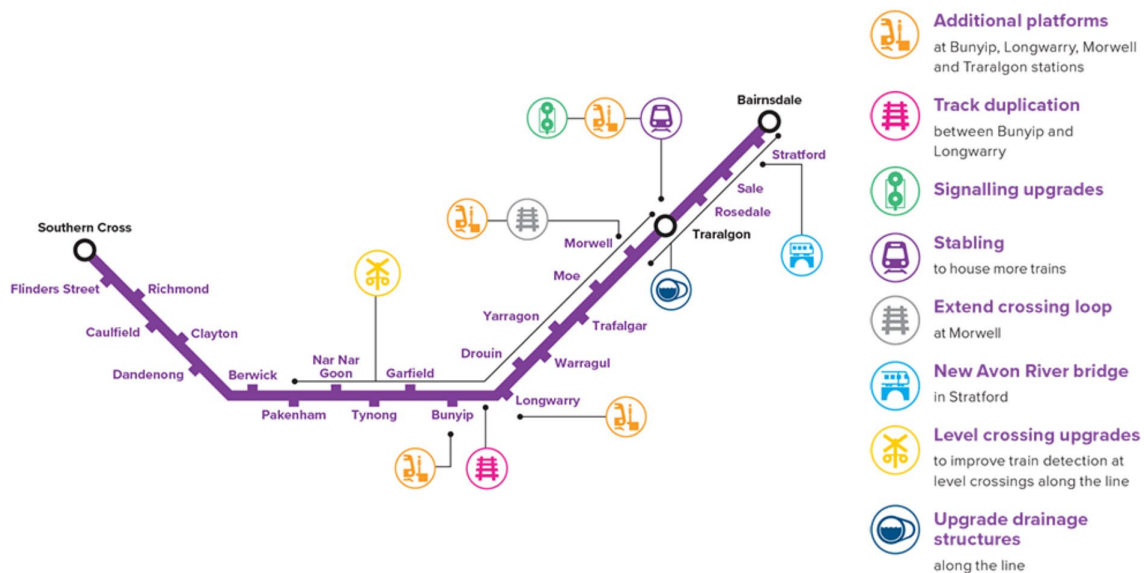 Bairnsdale
Stratford
Sale
Rosedale
Traralgon
Morwell
Moe
Yarragon
Trafalgar
Drouin
Warragul
Longwarry
Southern Cross
Flinders Street
Richmond
Caulfield
Clayton
Dandenong
Berwick
Nar Nar
Goon
Garfield
Pakenham
Tynong
Bunyip
Additional platforms
at Bunyip, Longwarry, Morwell
and Traralgon stations
Track duplication
between Bunyip and
Longwarry
Signalling upgrades
Stabling
to house more trains
Extend crossing loop
at Morwell
New Avon River bridge
in Stratford
Level crossing upgrades
to improve train detection at
level crossings along the line
Upgrade drainage
structures
along the line